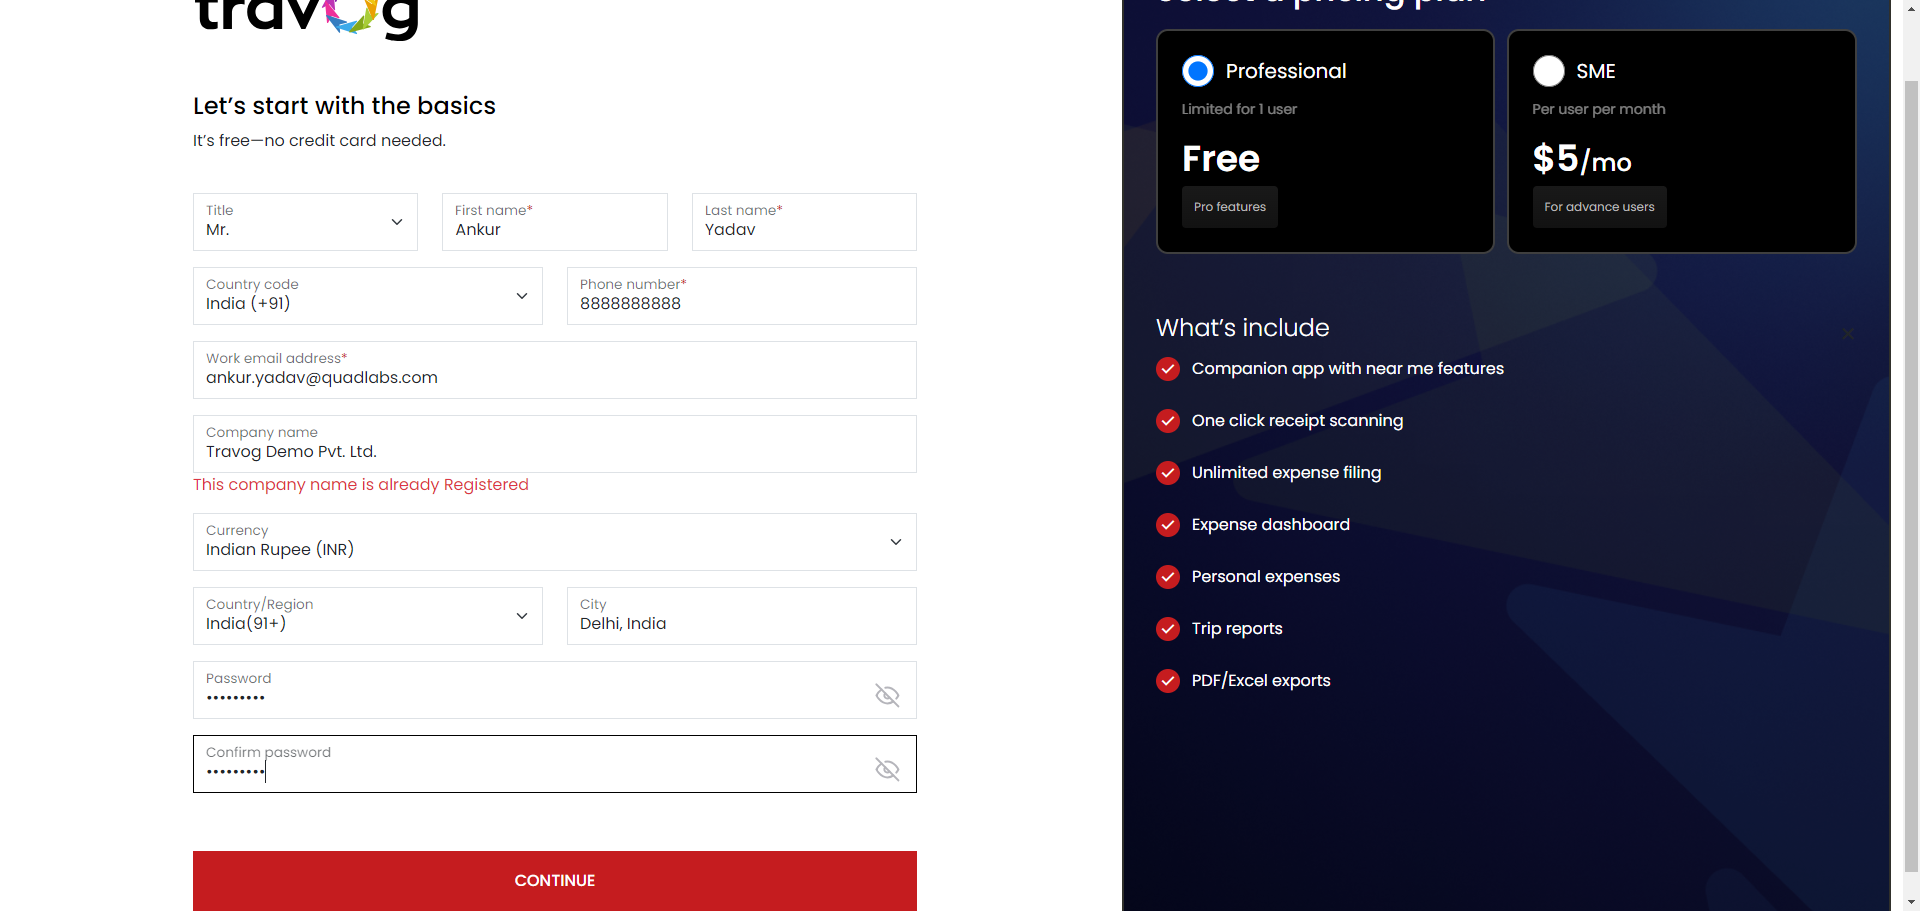 travog
Let's start with the basics
It's free—no credit card needed.
Title
Mr.
First name*
Ankur
Last name*
Yadav
Country code
India (+91)
Phone number*
8888888888
Work email address*
ankur.yadav@quadlabs.com
Company name
Travog Demo Pvt. Ltd.
This company name is already Registered
Currency
Indian Rupee (INR)
Country/Region
India(91+)
City
Delhi, India
Password
•••••••••
Confirm password
•••••••••
CONTINUE
Select a pricing plan
Professional
Limited for 1 user
Free
Pro features
SME
Per user per month
$5/mo
For advance users
What's include
Companion app with near me features
One click receipt scanning
Unlimited expense filing
Expense dashboard
Personal expenses
Trip reports
PDF/Excel exports